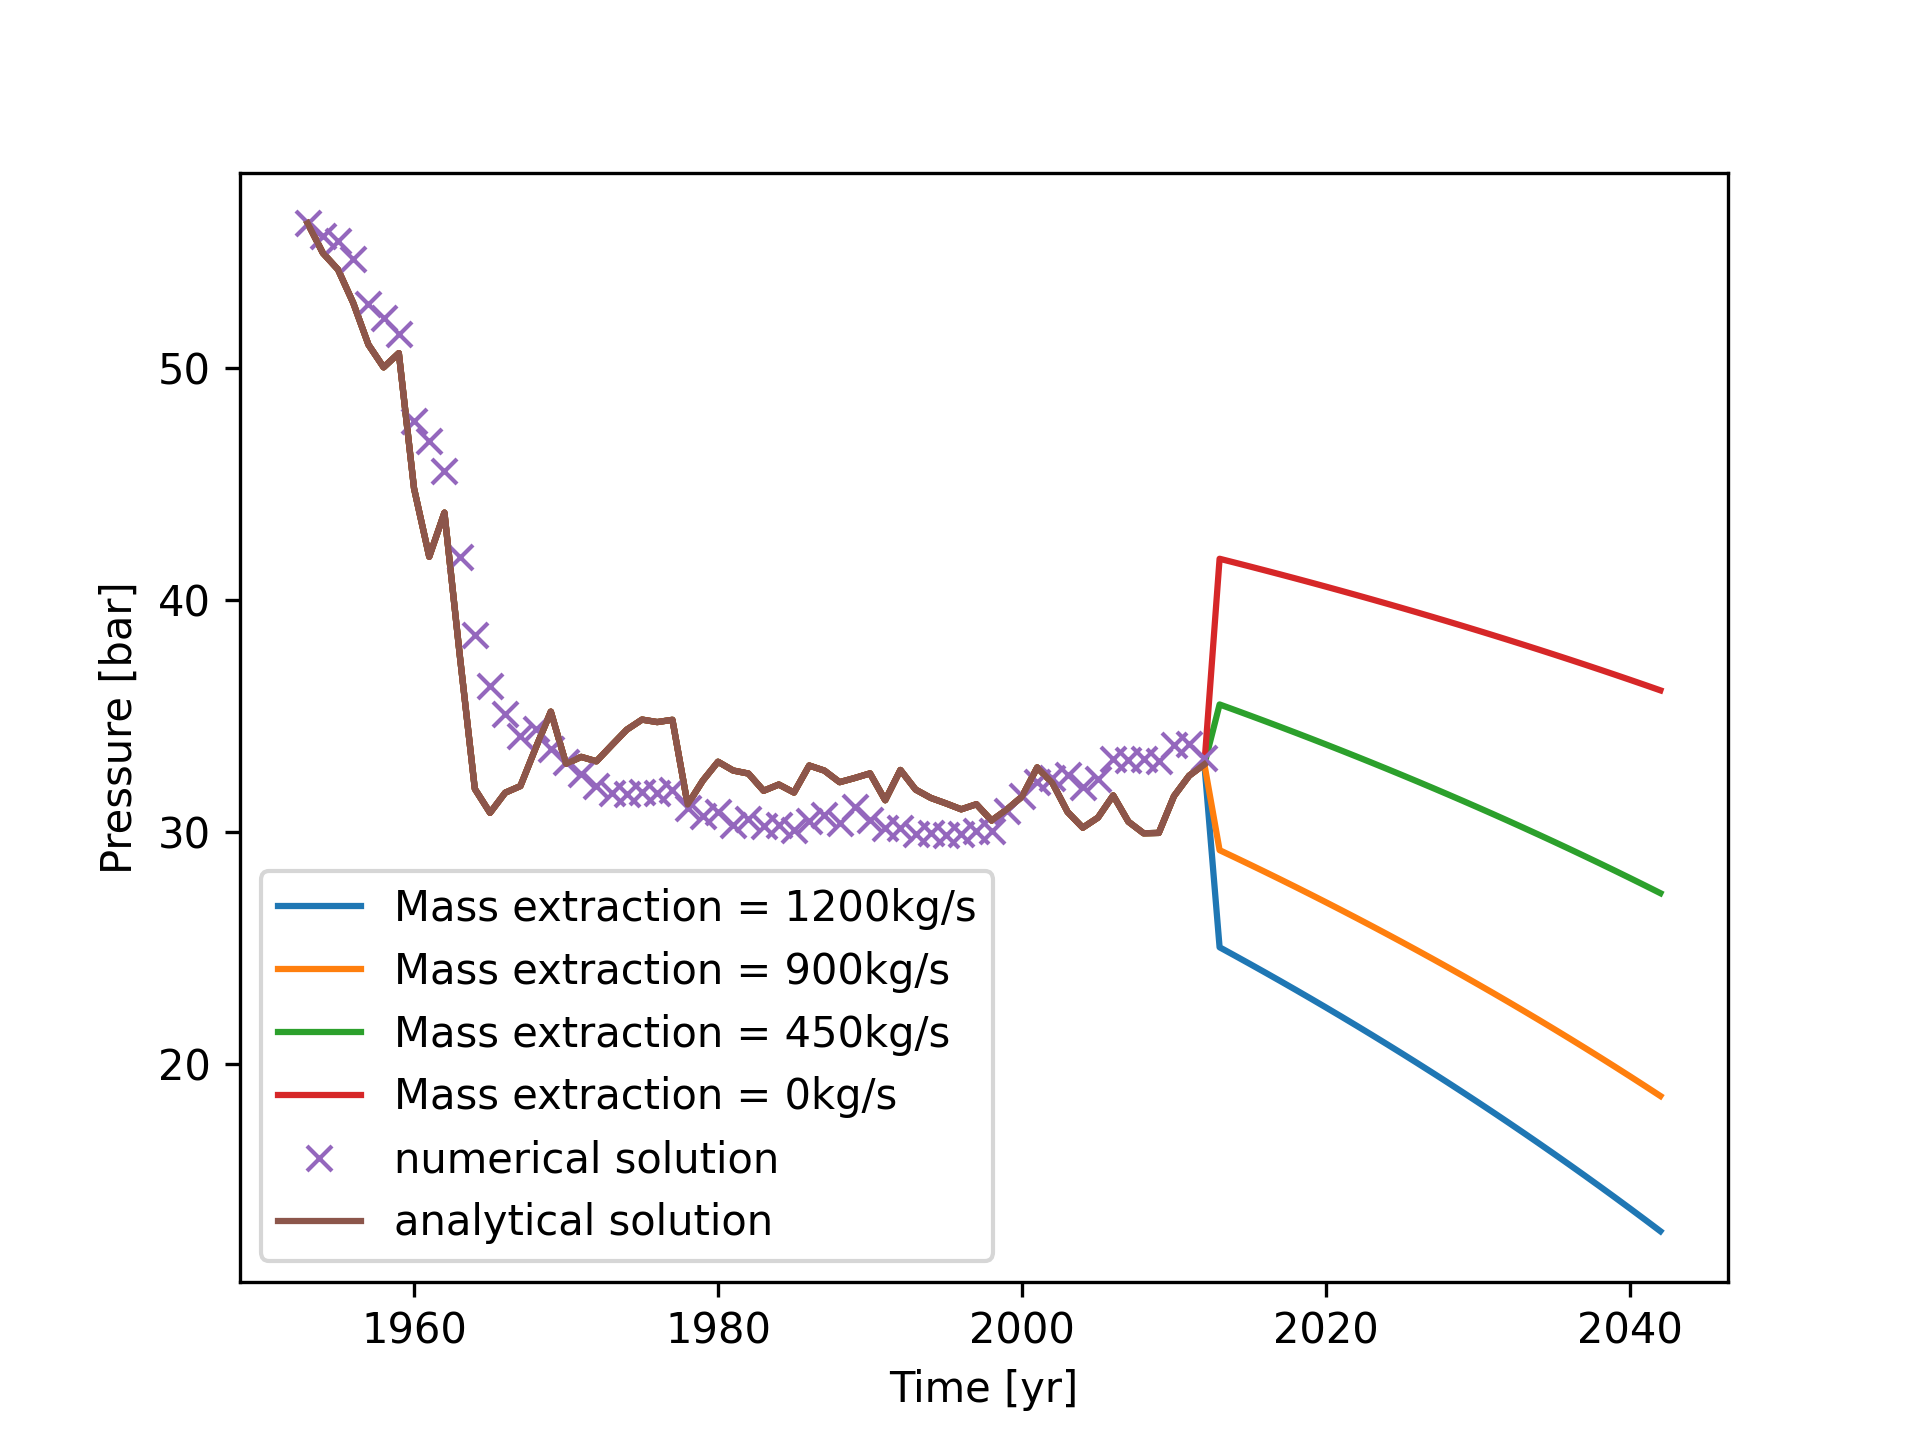 50
40
30
20
Pressure [bar]
Mass extraction = 1200kg/s
Mass extraction = 900kg/s
Mass extraction = 450kg/s
Mass extraction = 0kg/s
numerical solution
analytical solution
1960 1980 2000 2020 2040
Time [yr]